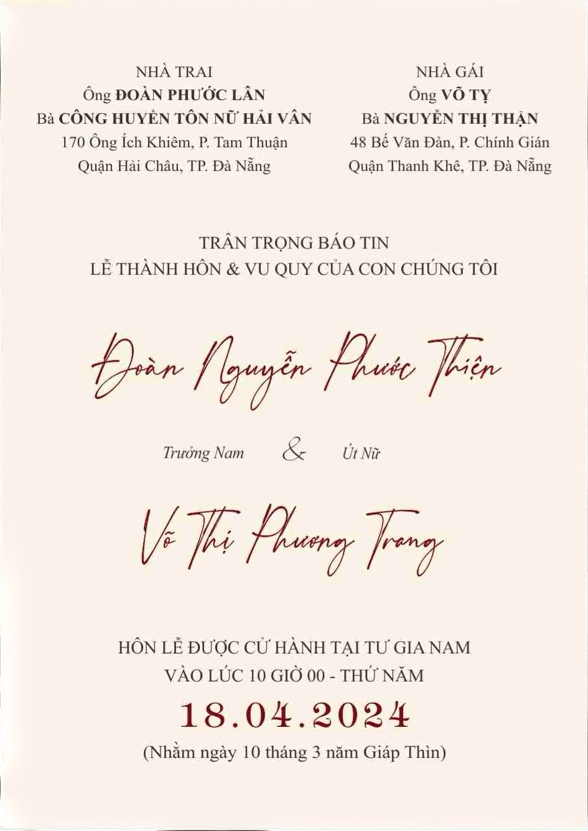 NHÀ TRAI
Ông ĐOÀN PHƯỚC LÂN
Bà CÔNG HUYỀN TÔN NỮ HẢI VÂN
170 Ông Ích Khiêm, P. Tam Thuận
Quận Hải Châu, TP. Đà Nẵng
NHÀ GÁI
Ông VÕ TỴ
Bà NGUYỄN THỊ THẬN
48 Bế Văn Đàn, P. Chính Gián
Quận Thanh Khê, TP. Đà Nẵng
TRÂN TRỌNG BÁO TIN
LỄ THÀNH HÔN & VU QUY CỦA CON CHÚNG TÔI
Đoàn Nguyễn Phước Thiện
Trưởng Nam & Út Nữ
Võ Thị Phương Trang
HÔN LỄ ĐƯỢC CỬ HÀNH TẠI TƯ GIA NAM
VÀO LÚC 10 GIỜ 00 - THỨ NĂM
18.04.2024
(Nhằm ngày 10 tháng 3 năm Giáp Thìn)